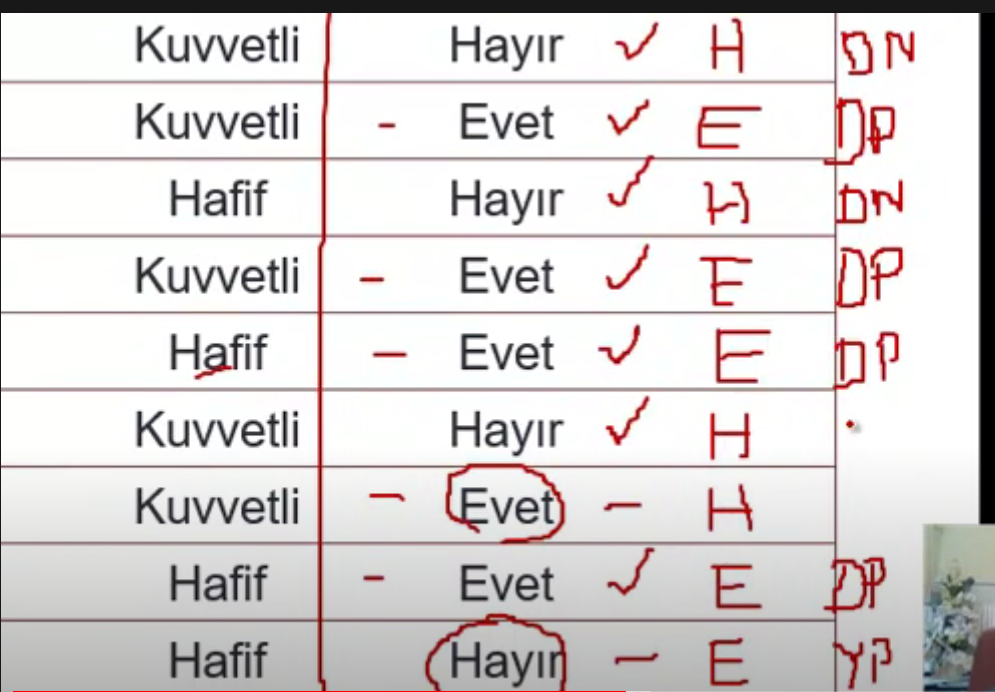 Kuvvetli Hayır ✓ H DN
Kuvvetli - Evet ✓ E DP
Hafif Hayır ✓ H DN
Kuvvetli - Evet ✓ E DP
Hafif - Evet ✓ E DP
Kuvvetli Hayır ✓ H
Kuvvetli - Evet - H
Hafif - Evet ✓ E DP
Hafif Hayır - E YP